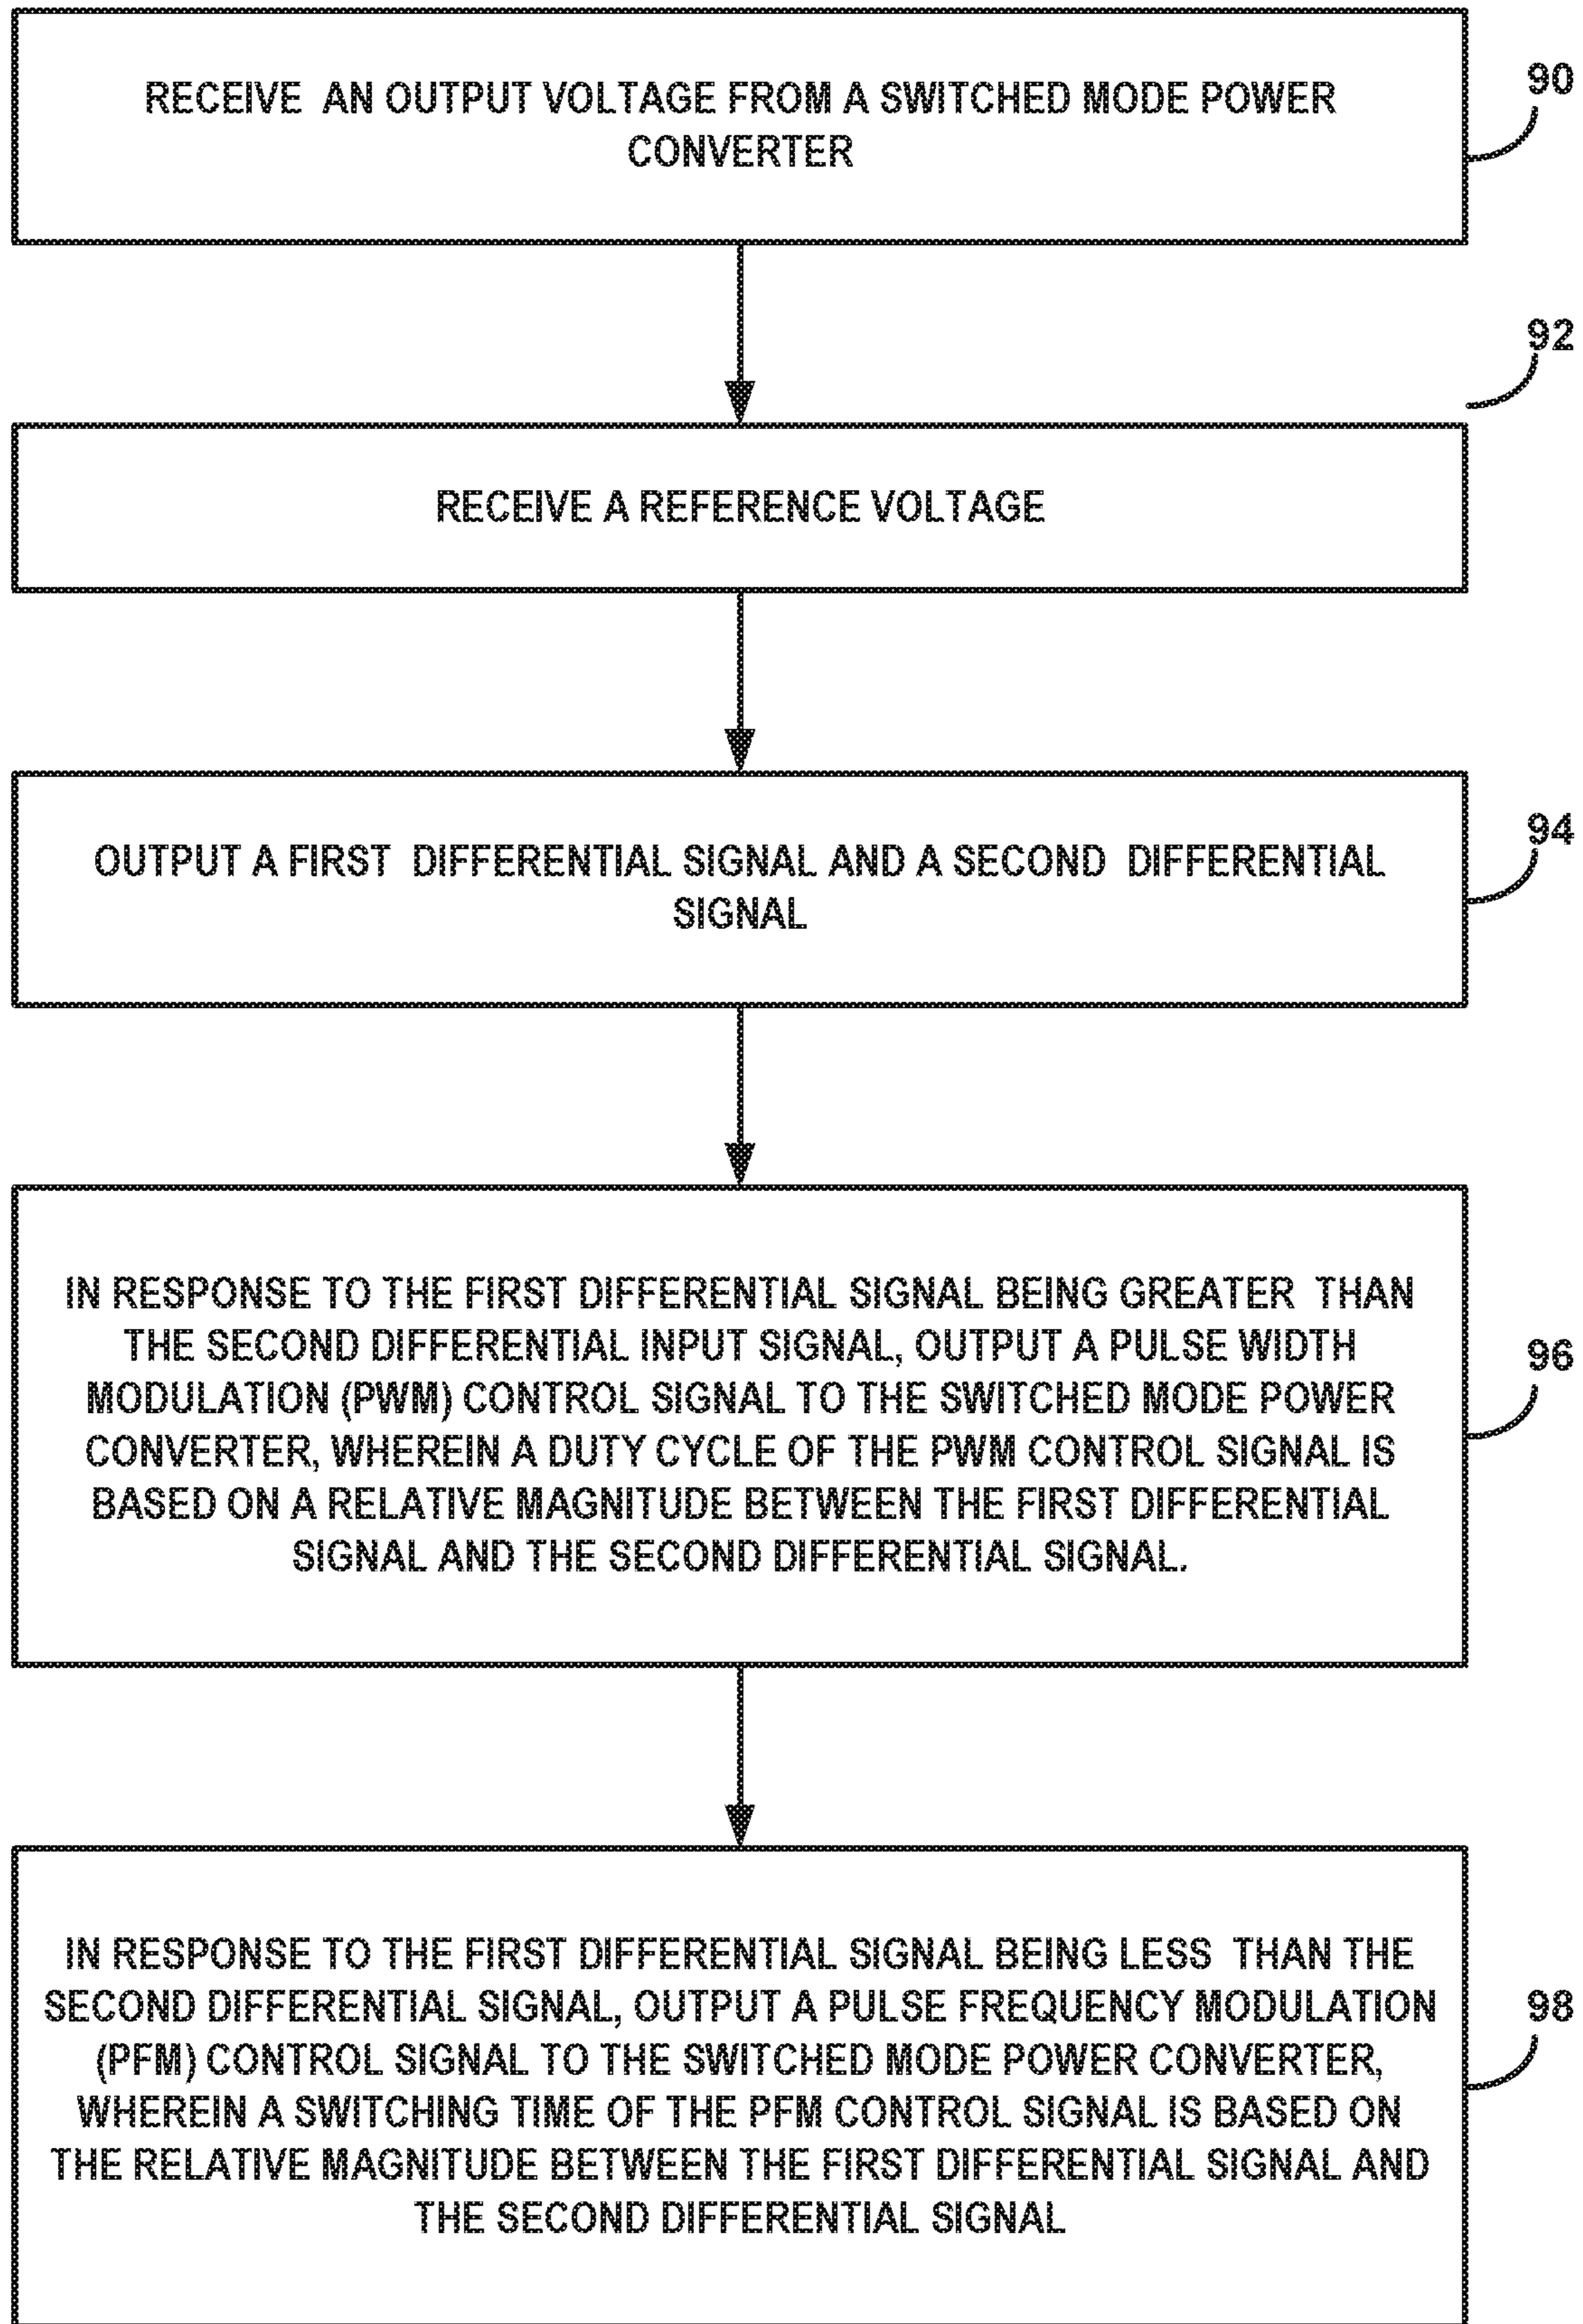 RECEIVE AN OUTPUT VOLTAGE FROM A SWITCHED MODE POWER
CONVERTER
90
92
RECEIVE A REFERENCE VOLTAGE
OUTPUT A FIRST DIFFERENTIAL SIGNAL AND A SECOND DIFFERENTIAL
SIGNAL
94
IN RESPONSE TO THE FIRST DIFFERENTIAL SIGNAL BEING GREATER THAN
THE SECOND DIFFERENTIAL INPUT SIGNAL, OUTPUT A PULSE WIDTH
MODULATION (PWM) CONTROL SIGNAL TO THE SWITCHED MODE POWER
CONVERTER, WHEREIN A DUTY CYCLE OF THE PWM CONTROL SIGNAL IS
BASED ON A RELATIVE MAGNITUDE BETWEEN THE FIRST DIFFERENTIAL
SIGNAL AND THE SECOND DIFFERENTIAL SIGNAL.
96
IN RESPONSE TO THE FIRST DIFFERENTIAL SIGNAL BEING LESS THAN THE
SECOND DIFFERENTIAL SIGNAL, OUTPUT A PULSE FREQUENCY MODULATION
(PFM) CONTROL SIGNAL TO THE SWITCHED MODE POWER CONVERTER,
WHEREIN A SWITCHING TIME OF THE PFM CONTROL SIGNAL IS BASED ON
THE RELATIVE MAGNITUDE BETWEEN THE FIRST DIFFERENTIAL SIGNAL AND
THE SECOND DIFFERENTIAL SIGNAL
98